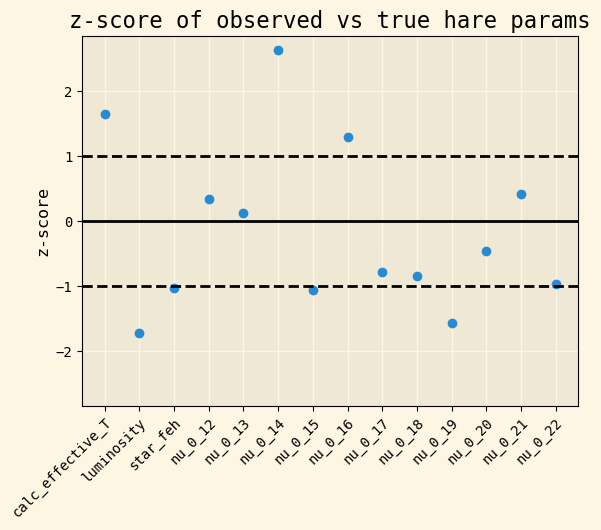 z-score of observed vs true hare params
z-score
2
1
0
−1
−2
calc_effective_T
luminosity
star_feh
nu_0_12
nu_0_13
nu_0_14
nu_0_15
nu_0_16
nu_0_17
nu_0_18
nu_0_19
nu_0_20
nu_0_21
nu_0_22